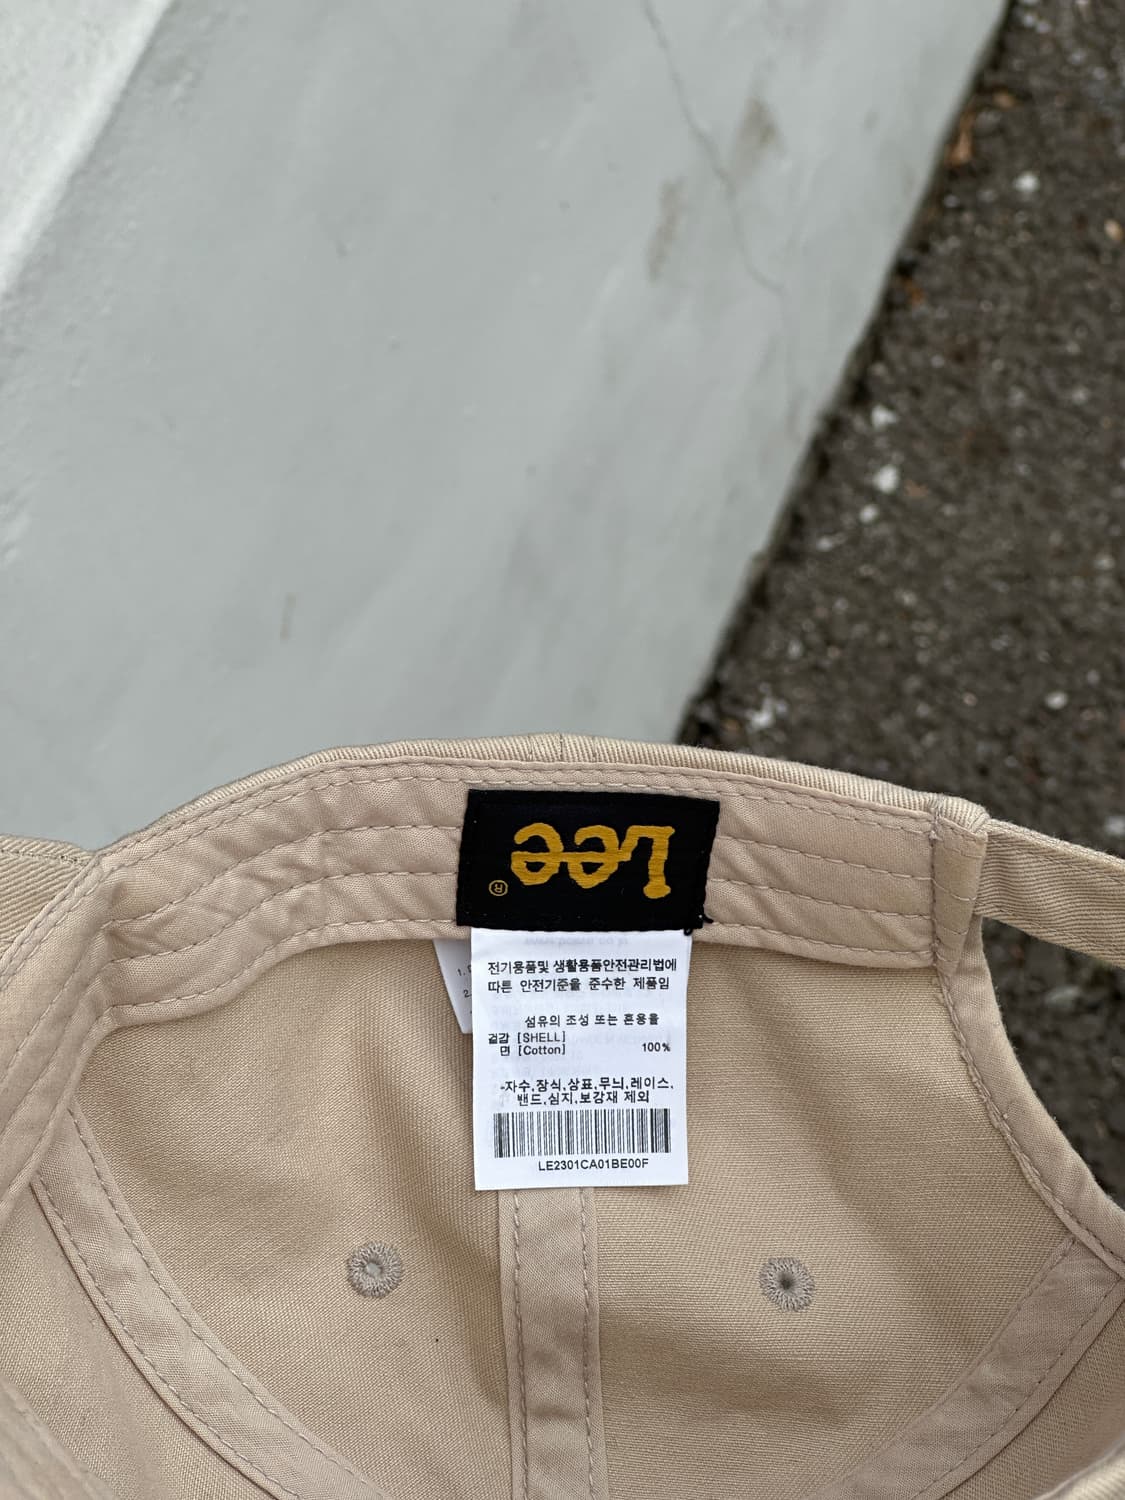 Lee
®
1.
2.
전기용품및 생활용품안전관리법에
따른 안전기준을 준수한 제품임
섬유의 조성 또는 혼용율
겉감 [SHELL]
면 [Cotton] 100%
-자수,장식,상표,무늬,레이스,
밴드,심지,보강재 제외
LE2301CA01BE00F